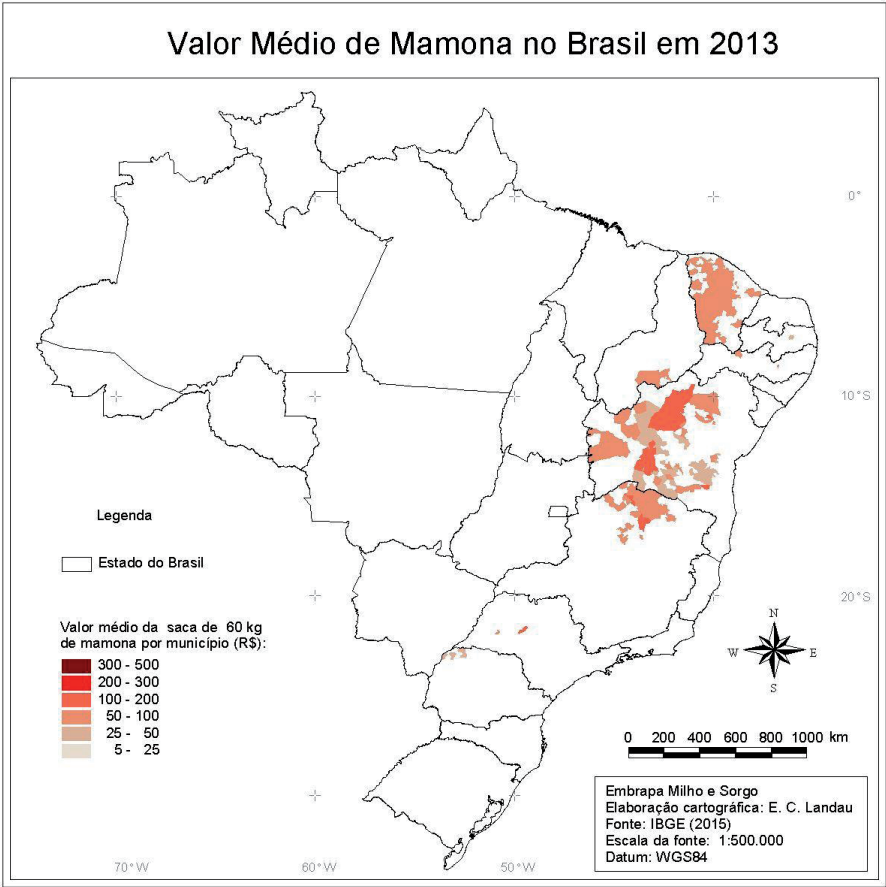 Valor Médio de Mamona no Brasil em 2013
0°
10°S
Legenda
Estado do Brasil
20°S
Valor médio da saca de 60 kg
de mamona por município (R$):
300 - 500
200 - 300
100 - 200
50 - 100
25 - 50
5 - 25
N
W E
S
0 200 400 600 800 1000 km
Embrapa Milho e Sorgo
Elaboração cartográfica: E. C. Landau
Fonte: IBGE (2015)
Escala da fonte: 1:500.000
Datum: WGS84
70°W 60°W 50°W